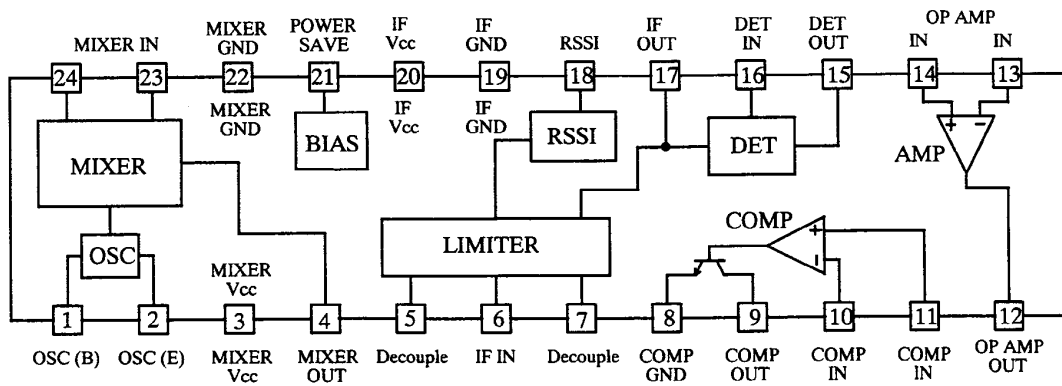 MIXER IN
MIXER
GND
POWER
SAVE
IF
Vcc
IF
GND
RSSI
IF
OUT
DET
IN
DET
OUT
OP AMP
IN
IN
24
23
22
21
20
19
18
17
16
15
14
13
MIXER
GND
IF
Vcc
IF
GND
BIAS
RSSI
DET
+
-
AMP
MIXER
OSC
LIMITER
COMP
+
-
MIXER
Vcc
1
2
3
4
5
6
7
8
9
10
11
12
OSC (B)
OSC (E)
MIXER
Vcc
MIXER
OUT
Decouple
IF IN
Decouple
COMP
GND
COMP
OUT
COMP
IN
COMP
IN
OP AMP
OUT